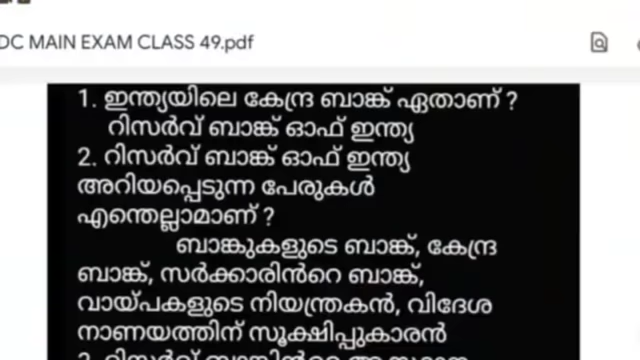 DC MAIN EXAM CLASS 49.pdf
1. ഇന്ത്യയിലെ കേന്ദ്ര ബാങ്ക് ഏതാണ് ?
റിസർവ് ബാങ്ക് ഓഫ് ഇന്ത്യ
2. റിസർവ് ബാങ്ക് ഓഫ് ഇന്ത്യ
അറിയപ്പെടുന്ന പേരുകൾ
എന്തെല്ലാമാണ് ?
ബാങ്കുകളുടെ ബാങ്ക്, കേന്ദ്ര
ബാങ്ക്, സർക്കാരിൻറെ ബാങ്ക്,
വായ്പകളുടെ നിയന്ത്രകൻ, വിദേശ
നാണയത്തിന് സൂക്ഷിപ്പുകാരൻ